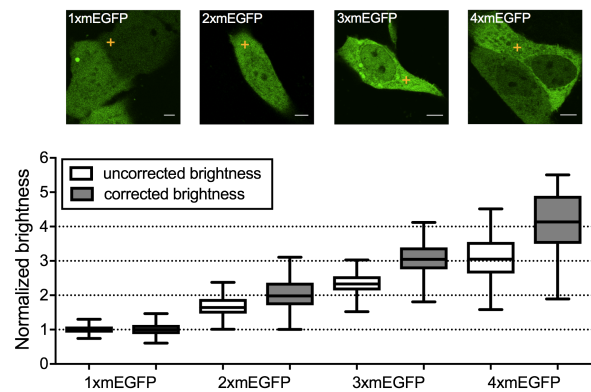 1xmEGFP 2xmEGFP 3xmEGFP 4xmEGFP
Normalized brightness
6
5
4
3
2
1
0
uncorrected brightness
corrected brightness
1xmEGFP 2xmEGFP 3xmEGFP 4xmEGFP